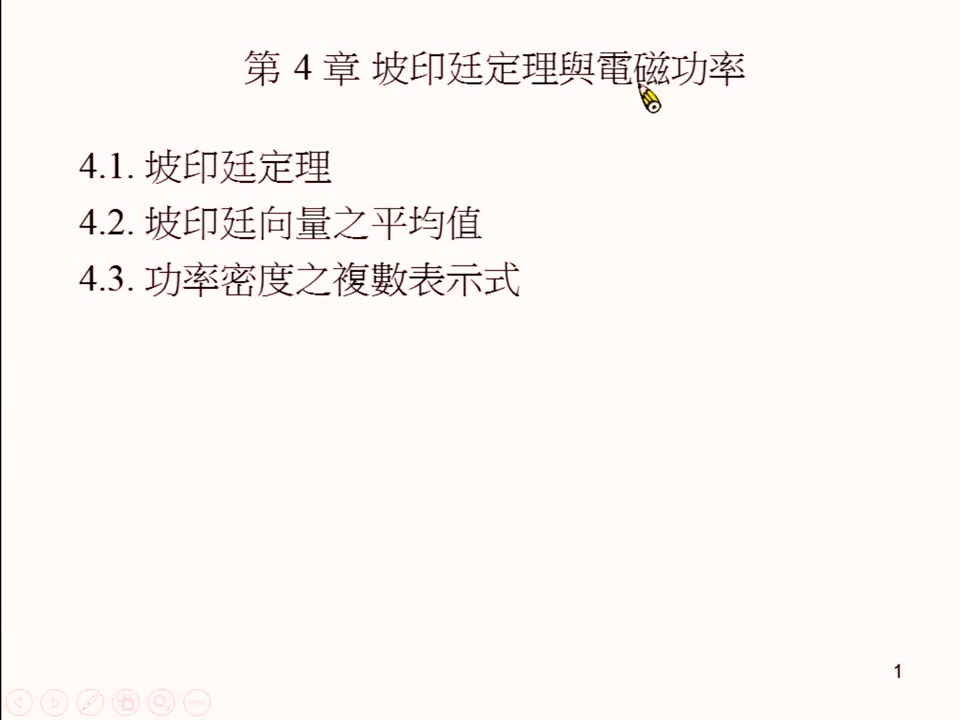 第 4 章 坡印廷定理與電磁功率
4.1. 坡印廷定理
4.2. 坡印廷向量之平均值
4.3. 功率密度之複數表示式
1